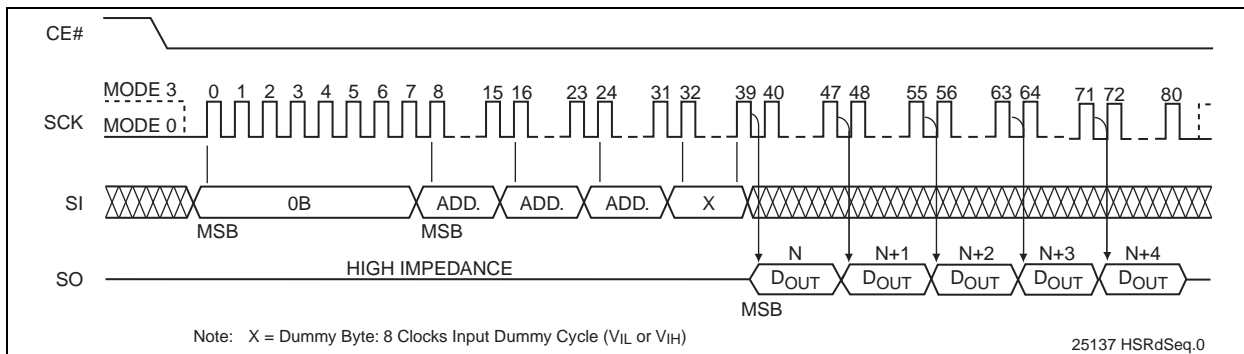 CE#
MODE 3
0 1 2 3 4 5 6 7 8 15 16 23 24 31 32 39 40 47 48 55 56 63 64 71 72 80
SCK
MODE 0
SI
0B ADD. ADD. ADD. X
MSB MSB
N N+1 N+2 N+3 N+4
HIGH IMPEDANCE
SO
DOUT DOUT DOUT DOUT DOUT
MSB
Note: X = Dummy Byte: 8 Clocks Input Dummy Cycle (VIL or VIH)
25137 HSRdSeq.0